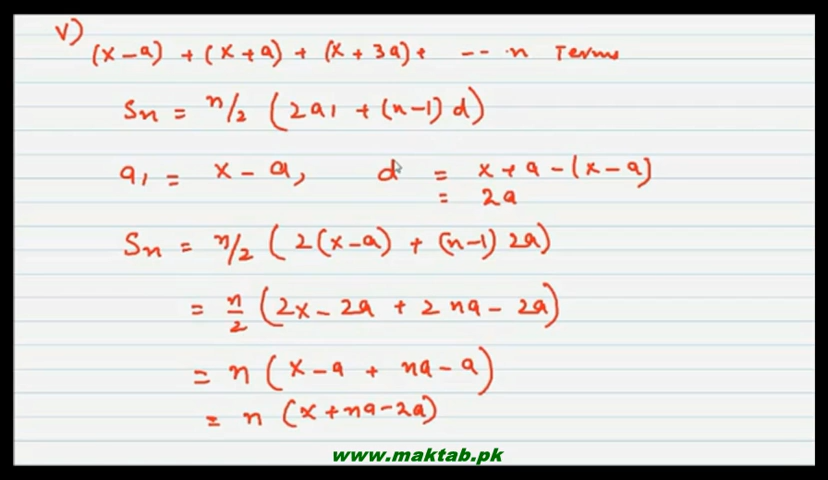 v)
(x-a) + (x+a) + (x+3a) + --- n Terms
Sn = n/2 (2a1 + (n-1) d)
a1 = x - a, d = x+a-(x-a)
= 2a
Sn = n/2 (2(x-a) + (n-1) 2a)
= n/2 (2x-2a + 2na-2a)
= n (x-a + na-a)
= n (x+na-2a)
www.maktab.pk